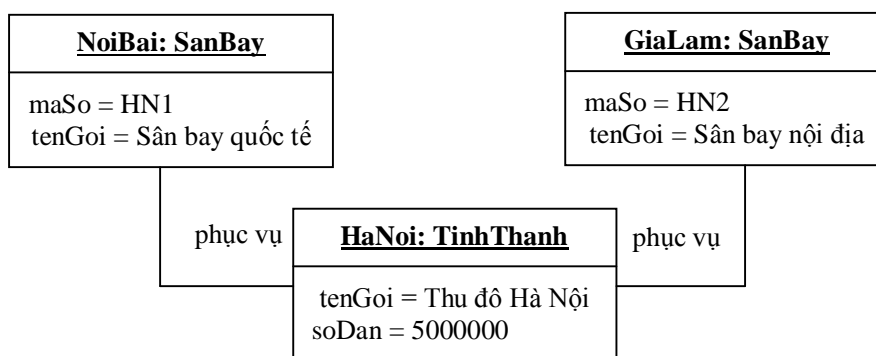 NoiBai: SanBay
maSo = HN1
tenGoi = Sân bay quốc tế
GiaLam: SanBay
maSo = HN2
tenGoi = Sân bay nội địa
phục vụ
HaNoi: TinhThanh
tenGoi = Thu đô Hà Nội
soDan = 5000000
phục vụ